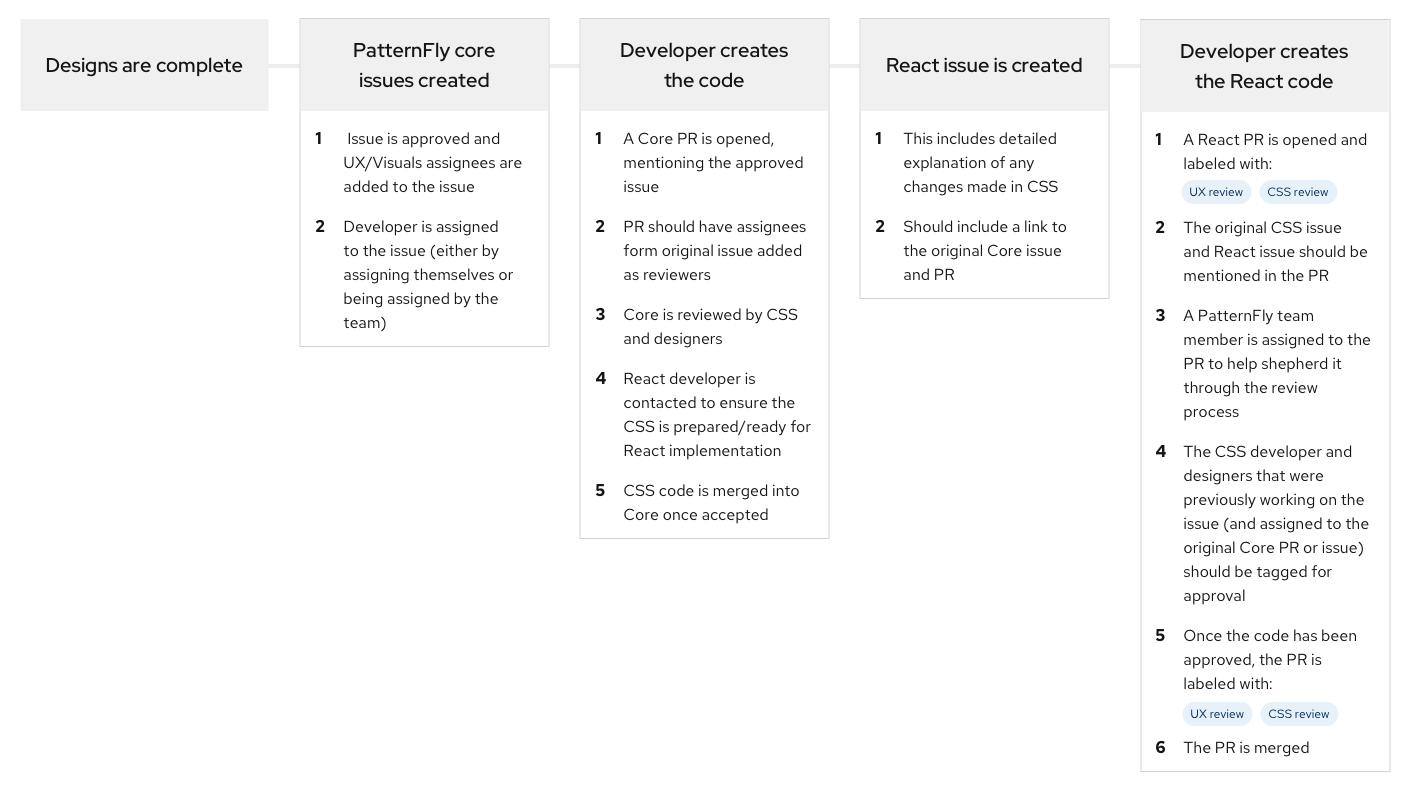 Designs are complete
PatternFly core
issues created
1 Issue is approved and
UX/Visuals assignees are
added to the issue
2 Developer is assigned
to the issue (either by
assigning themselves or
being assigned by the
team)
Developer creates
the code
1 A Core PR is opened,
mentioning the approved
issue
2 PR should have assignees
form original issue added
as reviewers
3 Core is reviewed by CSS
and designers
4 React developer is
contacted to ensure the
CSS is prepared/ready for
React implementation
5 CSS code is merged into
Core once accepted
React issue is created
1 This includes detailed
explanation of any
changes made in CSS
2 Should include a link to
the original Core issue
and PR
Developer creates
the React code
1 A React PR is opened and
labeled with:
UX review CSS review
2 The original CSS issue
and React issue should be
mentioned in the PR
3 A PatternFly team
member is assigned to the
PR to help shepherd it
through the review
process
4 The CSS developer and
designers that were
previously working on the
issue (and assigned to the
original Core PR or issue)
should be tagged for
approval
5 Once the code has been
approved, the PR is
labeled with:
UX review CSS review
6 The PR is merged